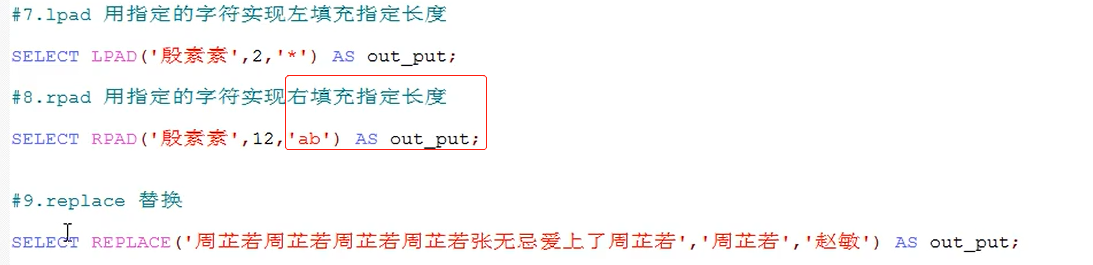 #7.lpad 用指定的字符实现左填充指定长度
SELECT LPAD('殷素素',2,'*') AS out_put;
#8.rpad 用指定的字符实现右填充指定长度
SELECT RPAD('殷素素',12,'ab') AS out_put;
#9.replace 替换
SELECT REPLACE('周芷若周芷若周芷若周芷若张无忌爱上了周芷若','周芷若','赵敏') AS out_put;